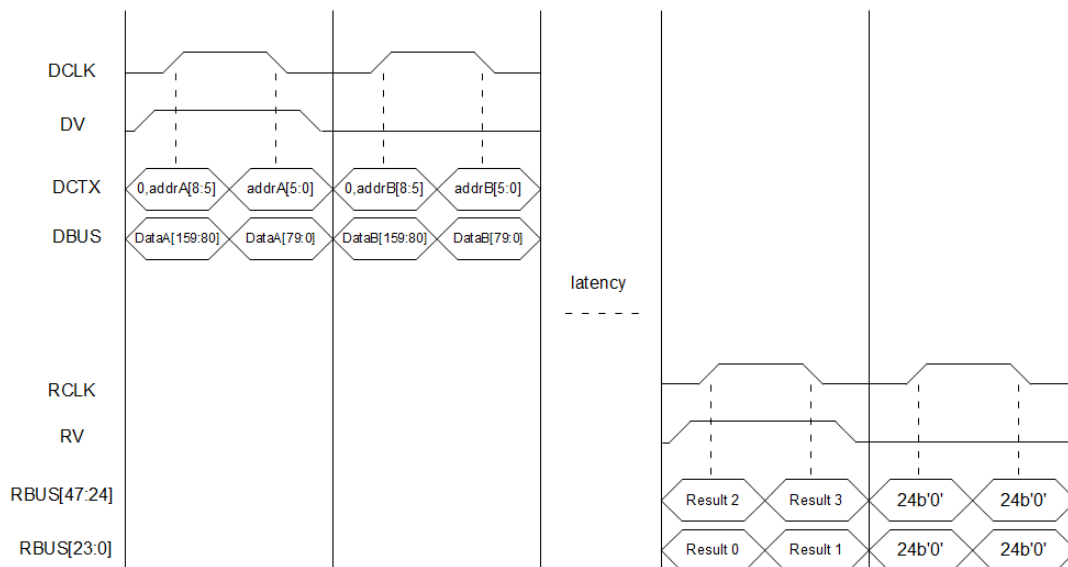 DCLK
DV
DCTX 0,addrA[8:5] addrA[5:0] 0,addrB[8:5] addrB[5:0]
DBUS DataA[159:80] DataA[79:0] DataB[159:80] DataB[79:0]
latency
RCLK
RV
RBUS[47:24] Result 2 Result 3 24b'0' 24b'0'
RBUS[23:0] Result 0 Result 1 24b'0' 24b'0'